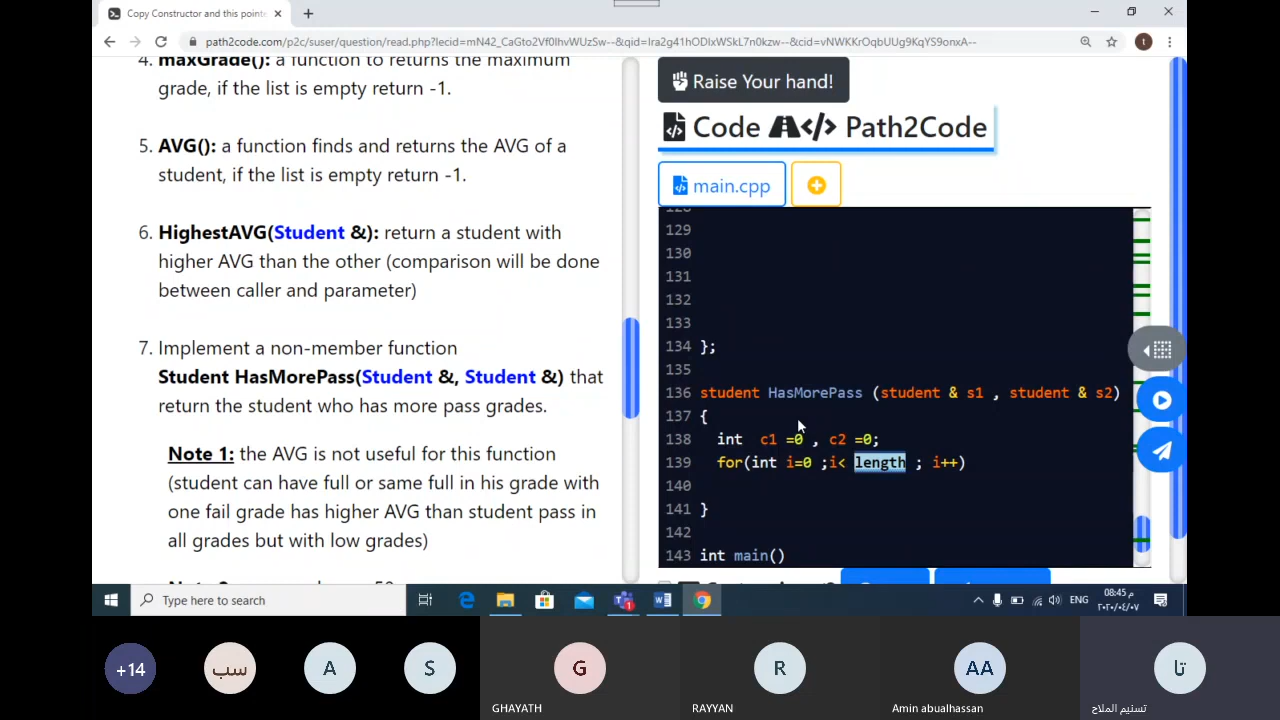 Copy Constructor and this pointe
path2code.com/p2c/suser/question/read.php?lecid=mN42_CaGto2Vf0IhvWUzSw--&qid=Ira2g41hODlxWSkL7n0kzw--&cid=vNWKKrOqbUUg9KqYS9onxA--
t
4. maxGrade(): a function to returns the maximum
grade, if the list is empty return -1.
5. AVG(): a function finds and returns the AVG of a
student, if the list is empty return -1.
6. HighestAVG(Student &): return a student with
higher AVG than the other (comparison will be done
between caller and parameter)
7. Implement a non-member function
Student HasMorePass(Student &, Student &) that
return the student who has more pass grades.
Note 1: the AVG is not useful for this function
(student can have full or same full in his grade with
one fail grade has higher AVG than student pass in
all grades but with low grades)
Raise Your hand!
Code </> Path2Code
main.cpp
128
129
130
131
132
133
134 };
135
136 student HasMorePass (student & s1 , student & s2)
137 {
138 int c1 =0 , c2 =0;
139 for(int i=0 ;i< length ; i++)
140
141 }
142
143 int main()
Type here to search
ENG
08:45 م
٢٠٢٠/٠٤/٠٧
+14
سب
A
S
G
GHAYATH
R
RAYYAN
AA
Amin abualhassan
تا
تسنيم الملاح